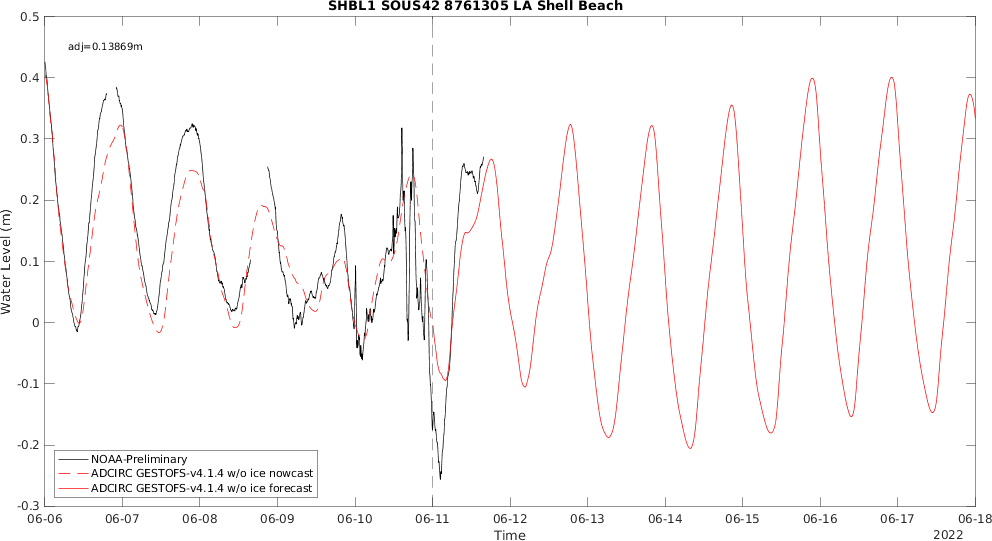 SHBL1 SOUS42 8761305 LA Shell Beach
adj=0.13869m
Water Level (m)
0.5
0.4
0.3
0.2
0.1
0
-0.1
-0.2
-0.3
NOAA-Preliminary
ADCIRC GESTOFS-v4.1.4 w/o ice nowcast
ADCIRC GESTOFS-v4.1.4 w/o ice forecast
06-06 06-07 06-08 06-09 06-10 06-11 06-12 06-13 06-14 06-15 06-16 06-17 06-18
Time
2022